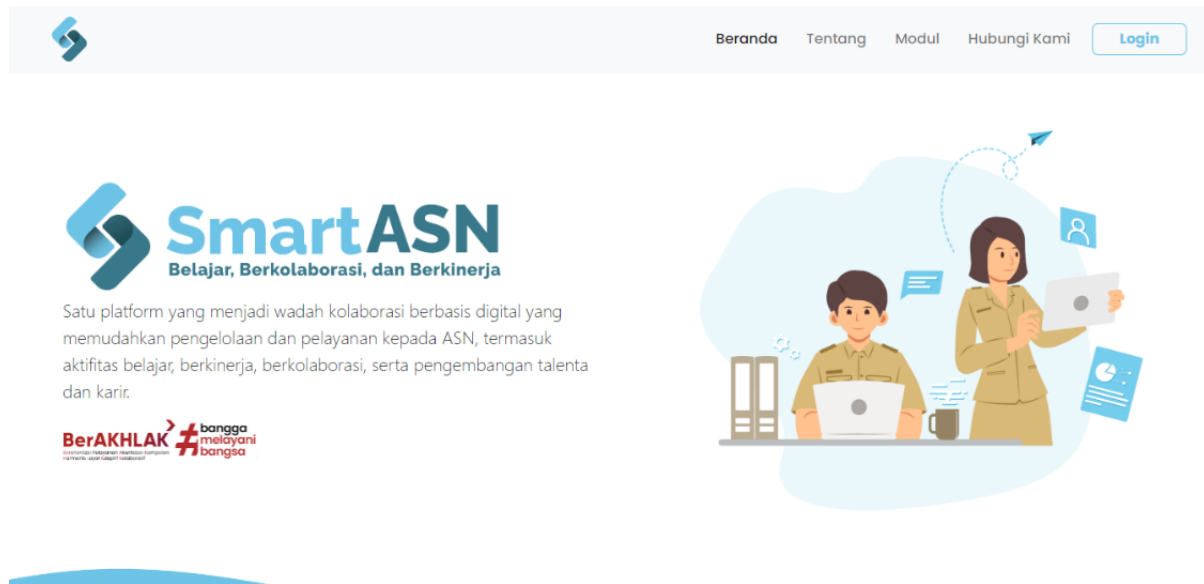 Beranda Tentang Modul Hubungi Kami Login
SmartASN
Belajar, Berkolaborasi, dan Berkinerja
Satu platform yang menjadi wadah kolaborasi berbasis digital yang
memudahkan pengelolaan dan pelayanan kepada ASN, termasuk
aktifitas belajar, berkinerja, berkolaborasi, serta pengembangan talenta
dan karir.
BerAKHLAK
#bangga
melayani
bangsa